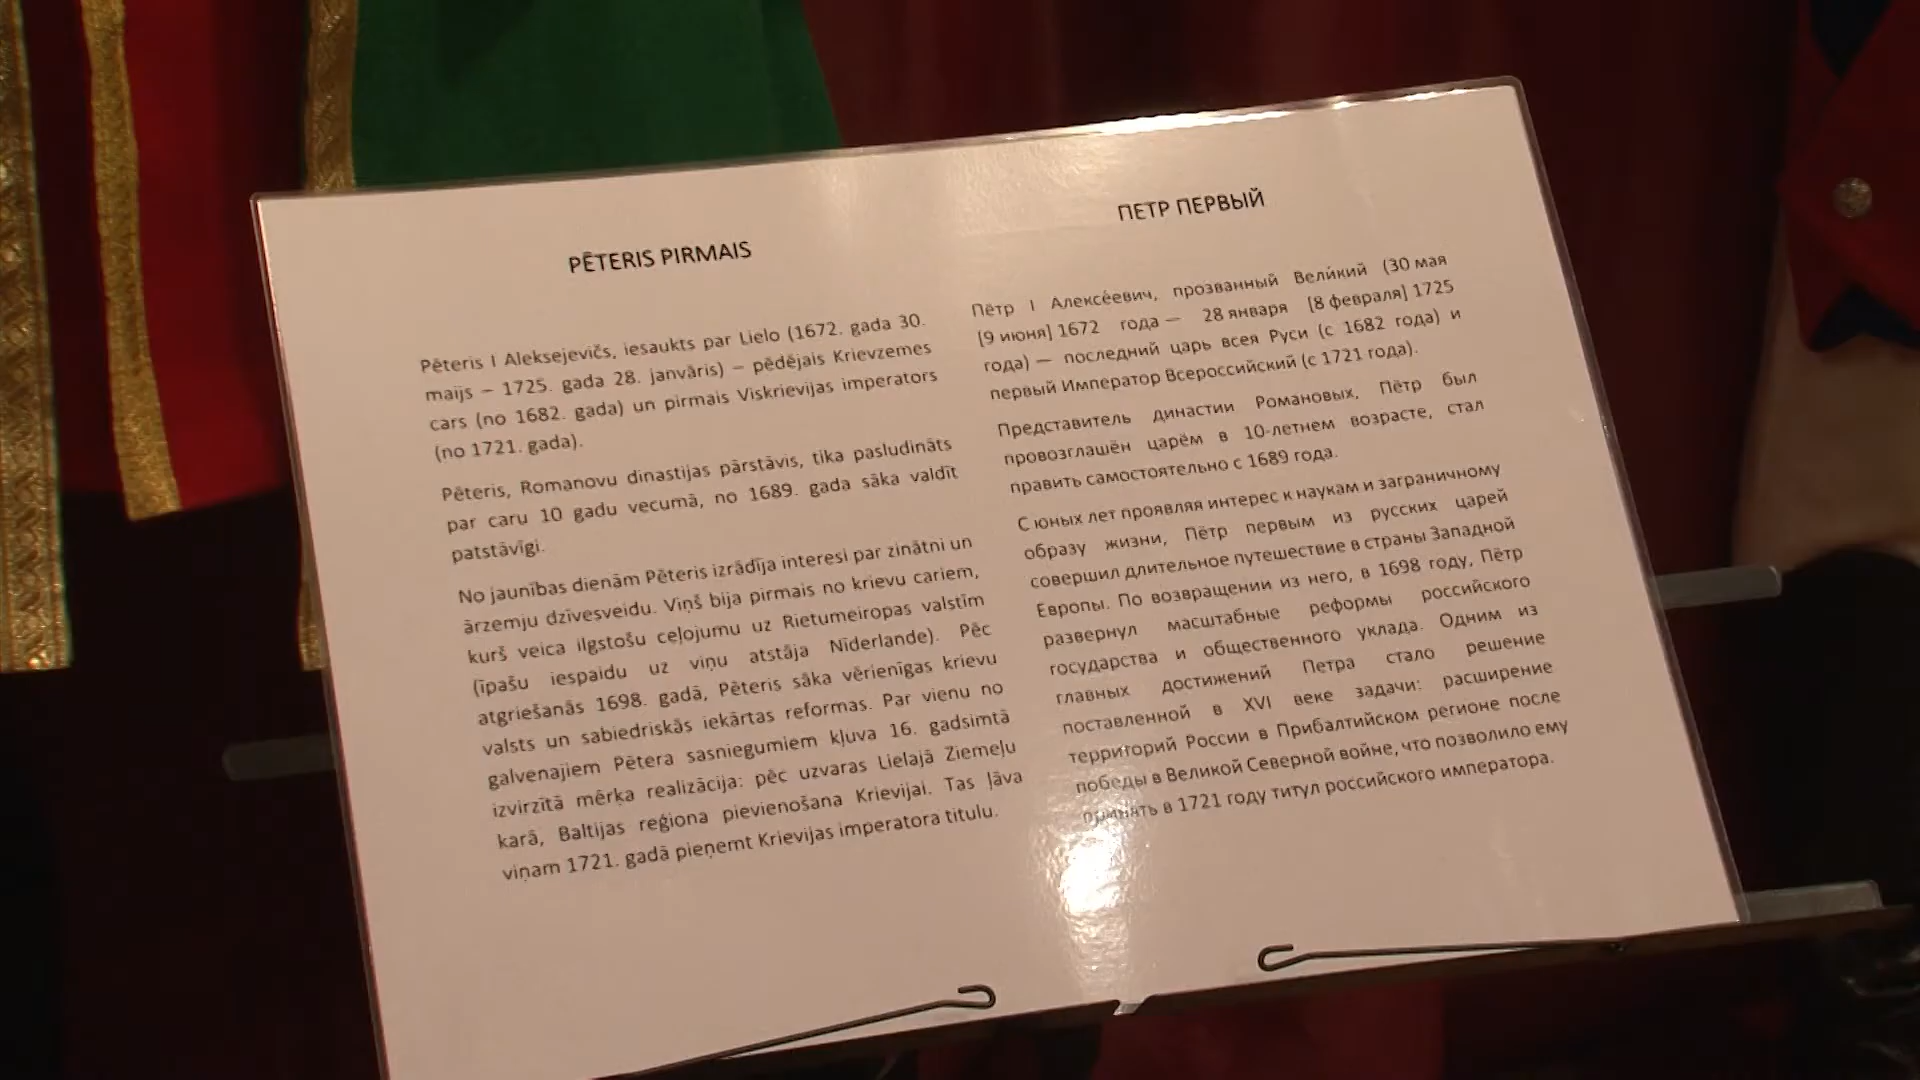 PĒTERIS PIRMAIS
Pēteris I Aleksejevičs, iesaukts par Lielo (1672. gada 30.
maijs – 1725. gada 28. janvāris) – pēdējais Krievzemes
cars (no 1682. gada) un pirmais Viskrievijas imperators
(no 1721. gada).
Pēteris, Romanovu dinastijas pārstāvis, tika pasludināts
par caru 10 gadu vecumā, no 1689. gada sāka valdīt
patstāvīgi.
No jaunības dienām Pēteris izrādīja interesi par zinātni un
ārzemju dzīvesveidu. Viņš bija pirmais no krievu cariem,
kurš veica ilgstošu ceļojumu uz Rietumeiropas valstīm
(īpašu iespaidu uz viņu atstāja Nīderlande). Pēc
atgriešanās 1698. gadā, Pēteris sāka vērienīgas krievu
valsts un sabiedriskās iekārtas reformas. Par vienu no
galvenajiem Pētera sasniegumiem kļuva 16. gadsimtā
izvirzītā mērķa realizācija: pēc uzvaras Lielajā Ziemeļu
karā, Baltijas reģiona pievienošana Krievijai. Tas ļāva
viņam 1721. gadā pieņemt Krievijas imperatora titulu.
ПЕТР ПЕРВЫЙ
Пётр I Алексе́евич, прозванный Вели́кий (30 мая
[9 июня] 1672 года — 28 января [8 февраля] 1725
года) — последний царь всея Руси (с 1682 года) и
первый Император Всероссийский (с 1721 года).
Представитель династии Романовых, Пётр был
провозглашён царём в 10-летнем возрасте, стал
править самостоятельно с 1689 года.
С юных лет проявляя интерес к наукам и заграничному
образу жизни, Пётр первым из русских царей
совершил длительное путешествие в страны Западной
Европы. По возвращении из него, в 1698 году, Пётр
развернул масштабные реформы российского
государства и общественного уклада. Одним из
главных достижений Петра стало решение
поставленной в XVI веке задачи: расширение
территорий России в Прибалтийском регионе после
победы в Великой Северной войне, что позволило ему
принять в 1721 году титул российского императора.